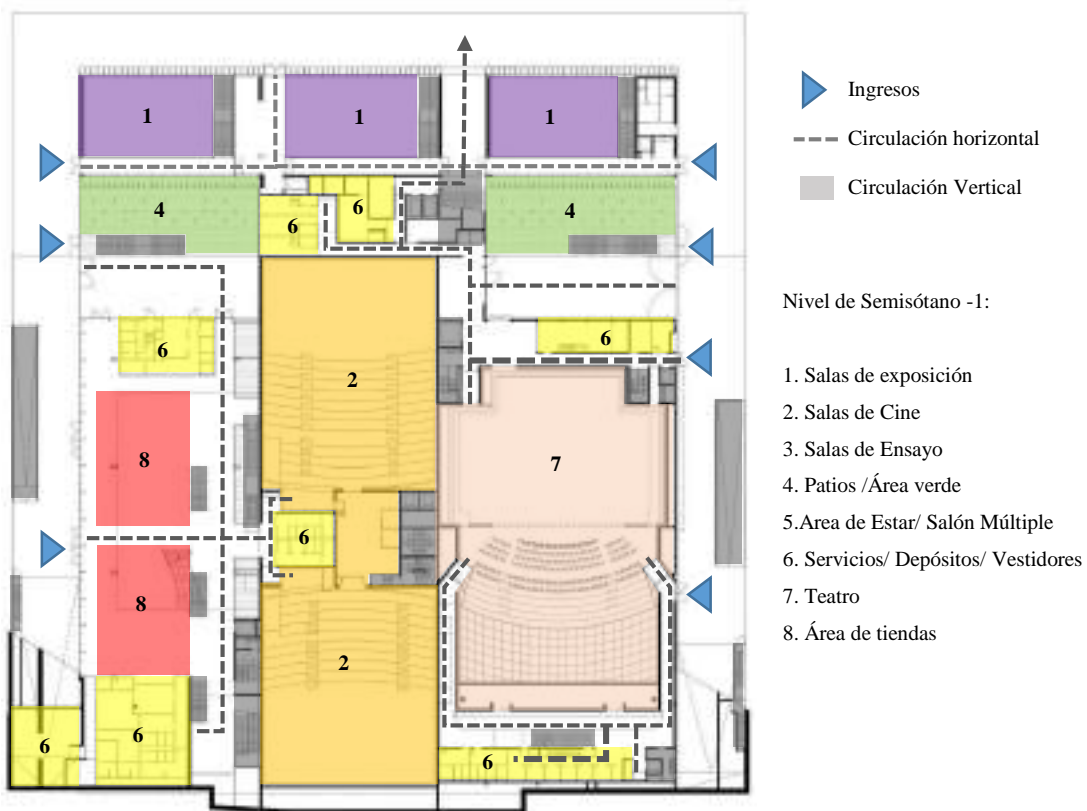 1
1
1
4
6
6
4
6
6
2
8
7
6
8
2
6
6
6
Ingresos
Circulación horizontal
Circulación Vertical
Nivel de Semisótano -1:
1. Salas de exposición
2. Salas de Cine
3. Salas de Ensayo
4. Patios /Área verde
5.Area de Estar/ Salón Múltiple
6. Servicios/ Depósitos/ Vestidores
7. Teatro
8. Área de tiendas